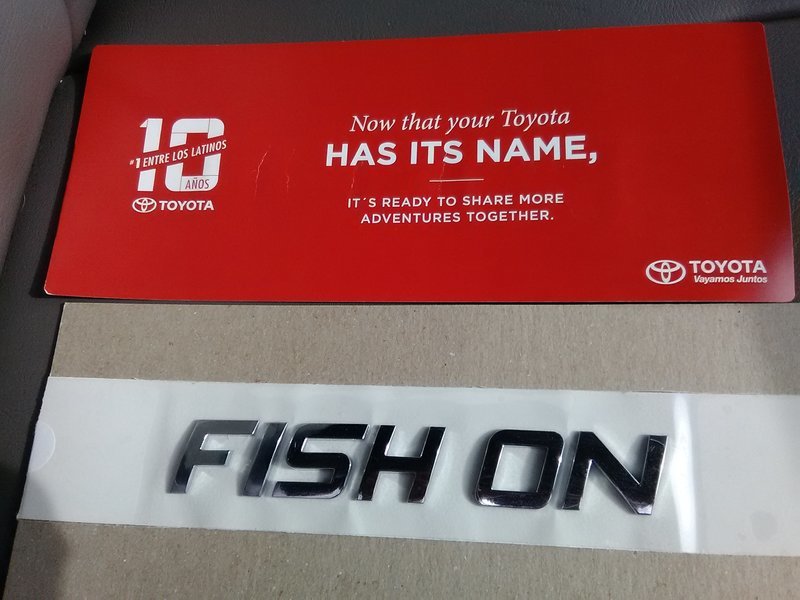 10
#1 ENTRE LOS LATINOS
AÑOS
TOYOTA
Now that your Toyota
HAS ITS NAME,
IT´S READY TO SHARE MORE
ADVENTURES TOGETHER.
TOYOTA
Vayamos Juntos
FISH ON